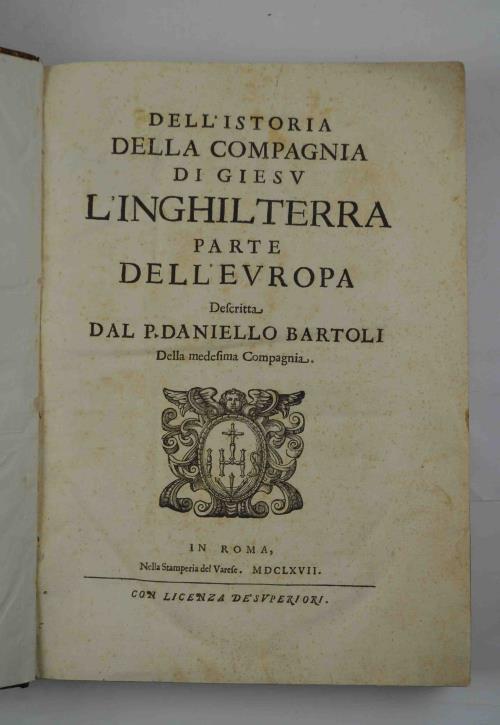 DELL'ISTORIA
DELLA COMPAGNIA
DI GIESV
L'INGHILTERRA
PARTE
DELL'EVROPA
Deſcritta
DAL P. DANIELLO BARTOLI
Della medeſima Compagnia.
IHS
IN ROMA,
Nella Stamperia del Vareſe. MDCLXVII.
CON LICENZA DE' SVPERIORI.